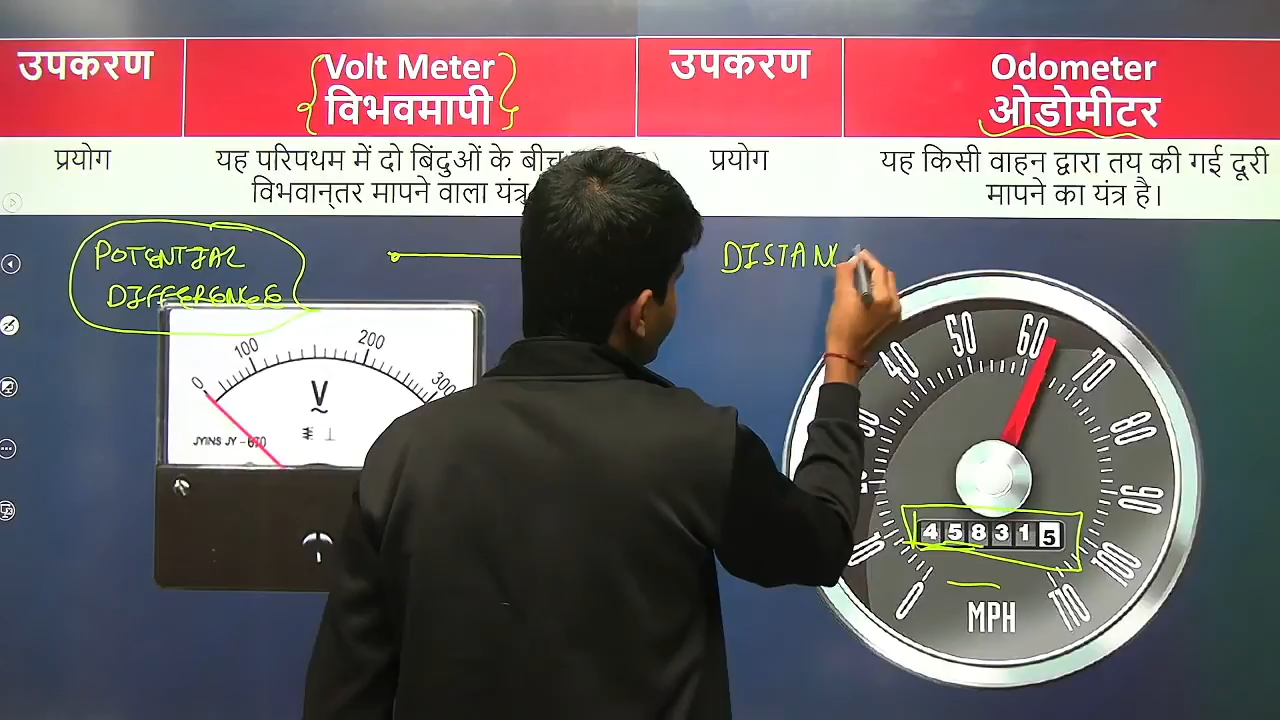 उपकरण
Volt Meter
विभवमापी
उपकरण
Odometer
ओडोमीटर
प्रयोग
यह परिपथम में दो बिंदुओं के बीच
विभवान्तर मापने वाला यंत्र
प्रयोग
यह किसी वाहन द्वारा तय की गई दूरी
मापने का यंत्र है।
POTENTIAL
DIFFERENCE
DISTAN
0 100 200 300
V
JYINS JY-670
0 40 50 60 70 80 90 100 110
458315
MPH